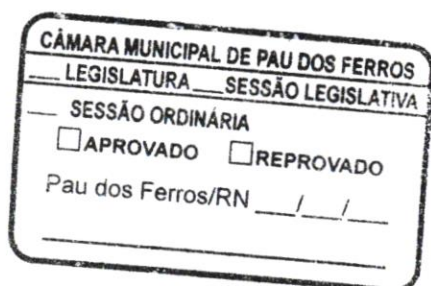 CÂMARA MUNICIPAL DE PAU DOS FERROS
___ LEGISLATURA ___ SESSÃO LEGISLATIVA
___ SESSÃO ORDINÁRIA
☐ APROVADO ☐ REPROVADO
Pau dos Ferros/RN ___/___/___